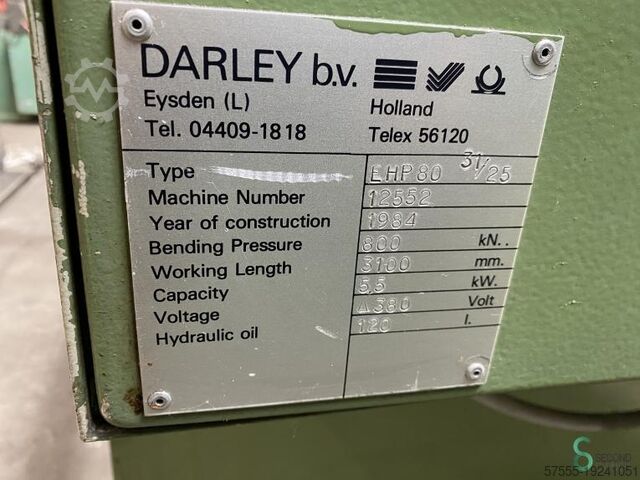 DARLEY b.v.
Eysden (L) Holland
Tel. 04409-1818 Telex 56120
Type EHP80 31/25
Machine Number 12552
Year of construction 1984
Bending Pressure 800 kN..
Working Length 3100 mm.
Capacity 5,5 kW.
Voltage Δ380 Volt
Hydraulic oil 120 l.
SECOND
57555-19241051